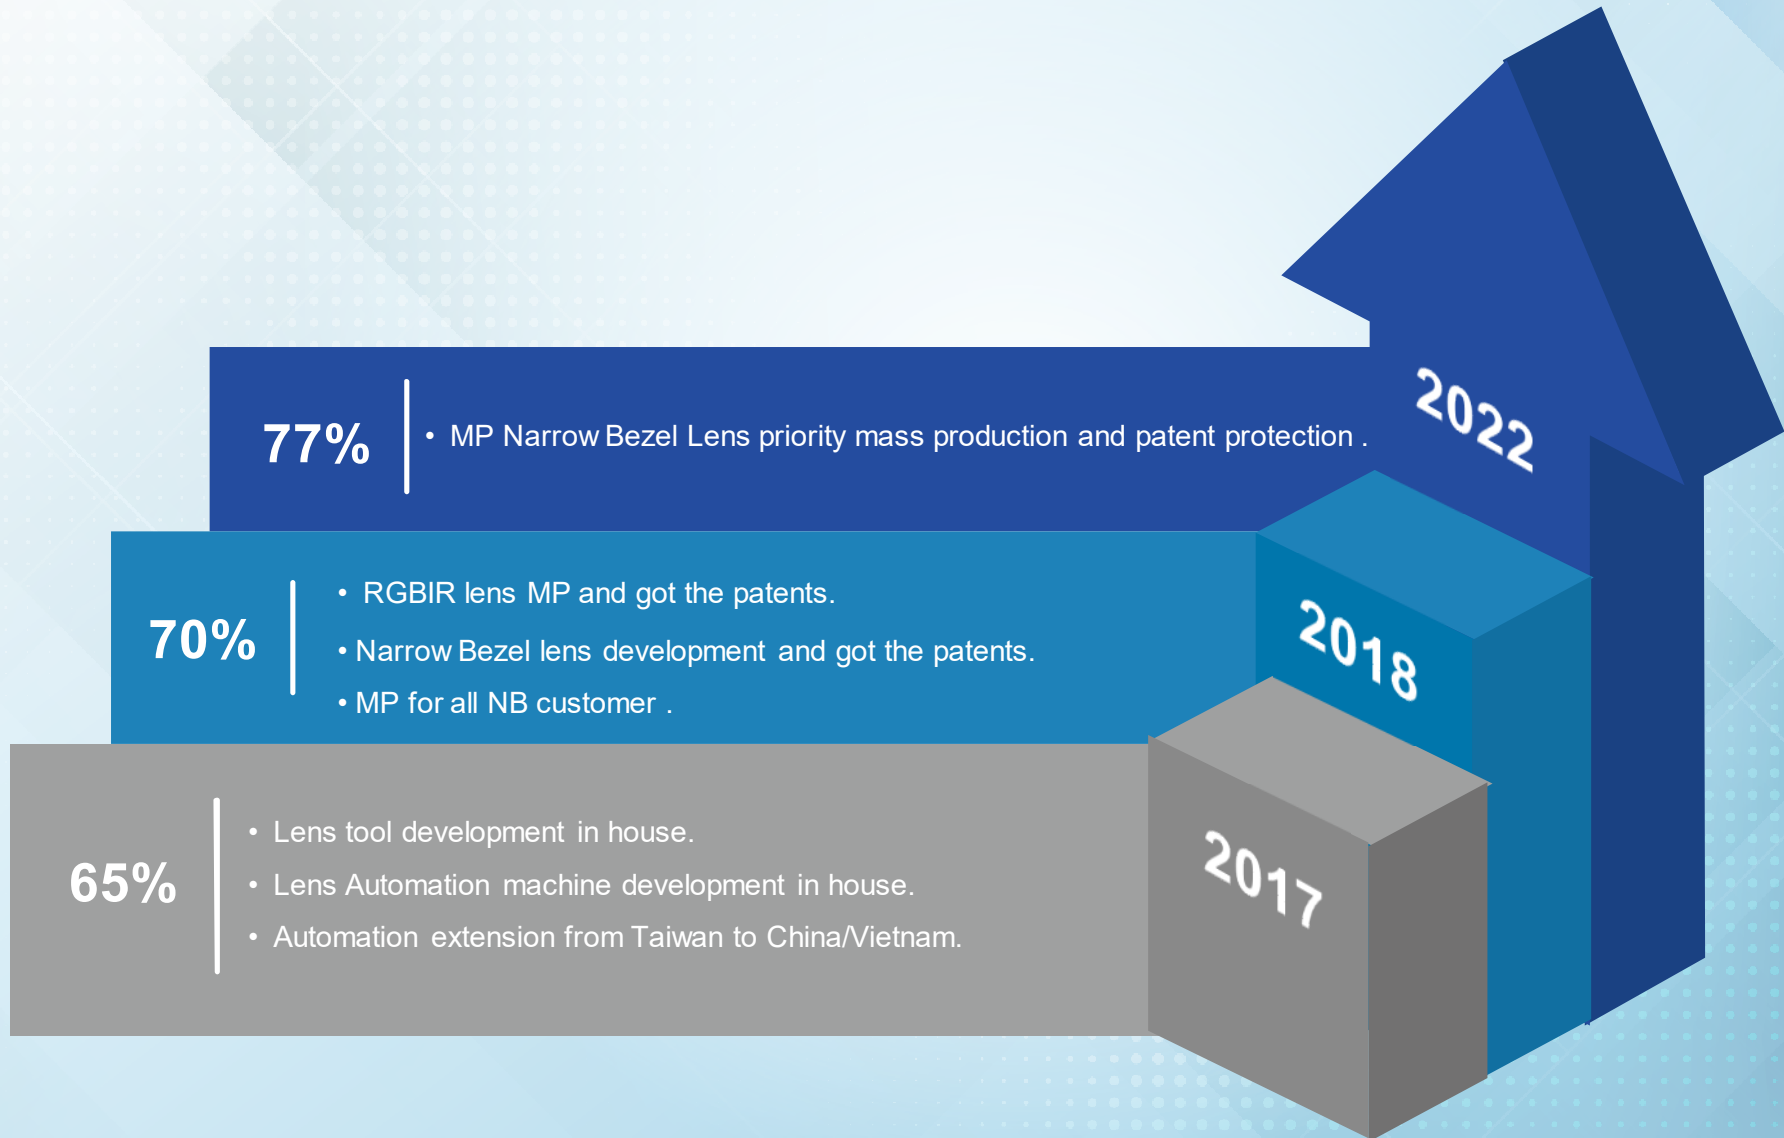 77%
• MP Narrow Bezel Lens priority mass production and patent protection .
2022
70%
• RGBIR lens MP and got the patents.
• Narrow Bezel lens development and got the patents.
• MP for all NB customer .
2018
65%
• Lens tool development in house.
• Lens Automation machine development in house.
• Automation extension from Taiwan to China/Vietnam.
2017